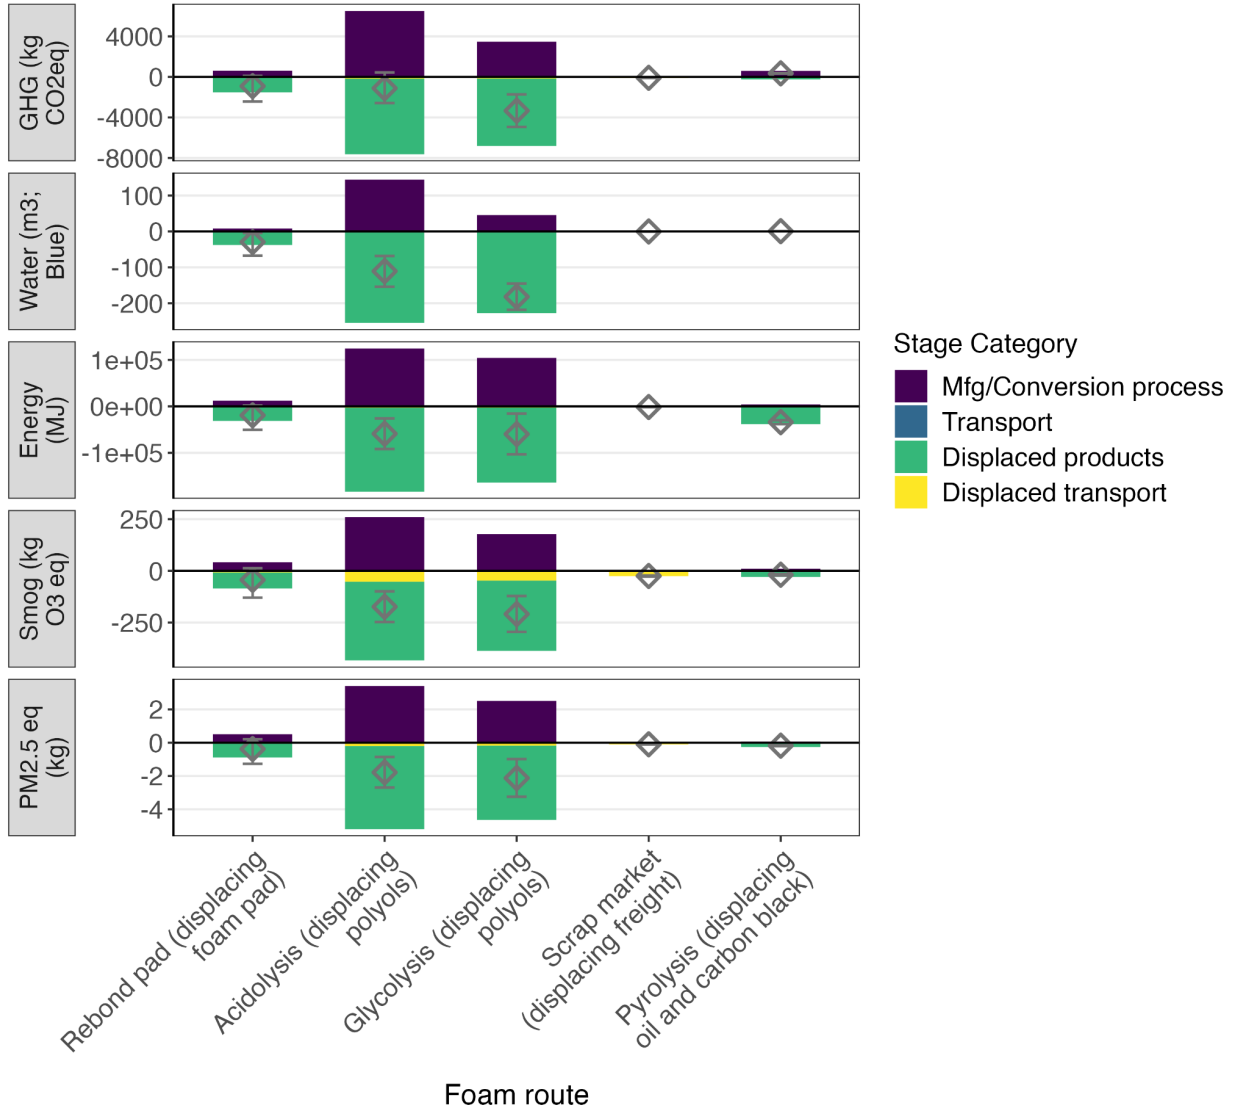 GHG (kg
CO2eq)
4000
0
-4000
-8000
Water (m3;
Blue)
100
0
-100
-200
Energy
(MJ)
1e+05
0e+00
-1e+05
Smog (kg
O3 eq)
250
0
-250
PM2.5 eq
(kg)
2
0
-2
-4
Rebond pad (displacing
foam pad)
Acidolysis (displacing
polyols)
Glycolysis (displacing
polyols)
Scrap market
(displacing freight)
Pyrolysis (displacing
oil and carbon black)
Foam route
Stage Category
Mfg/Conversion process
Transport
Displaced products
Displaced transport